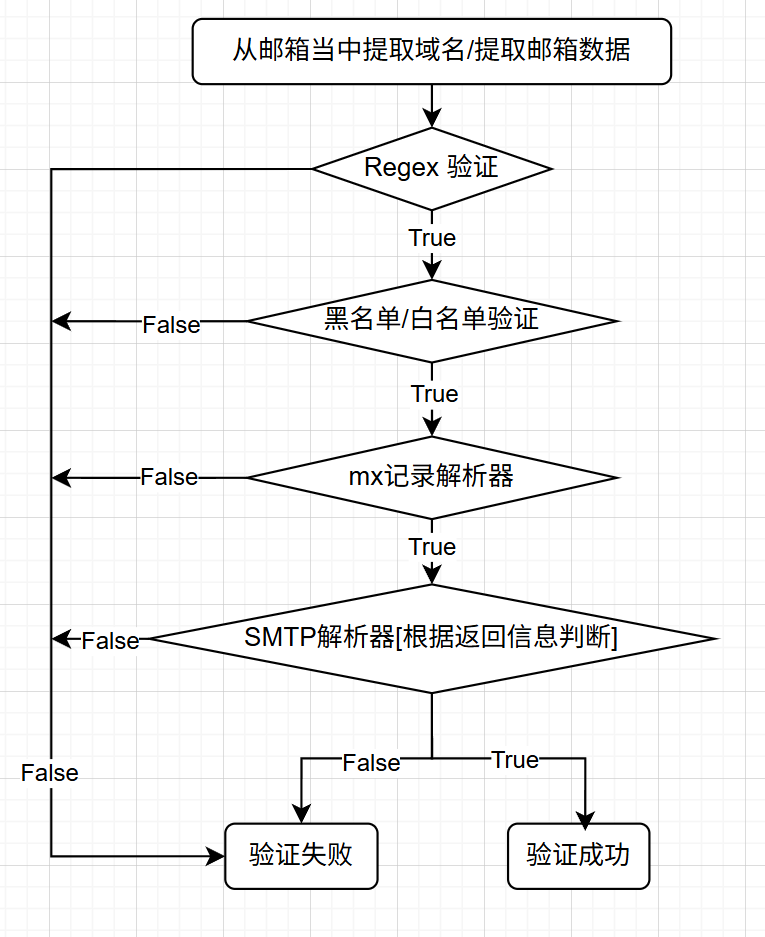 从邮箱当中提取域名/提取邮箱数据
Regex 验证
True
黑名单/白名单验证
False
True
mx记录解析器
False
True
SMTP解析器[根据返回信息判断]
False
False
True
False
验证失败
验证成功